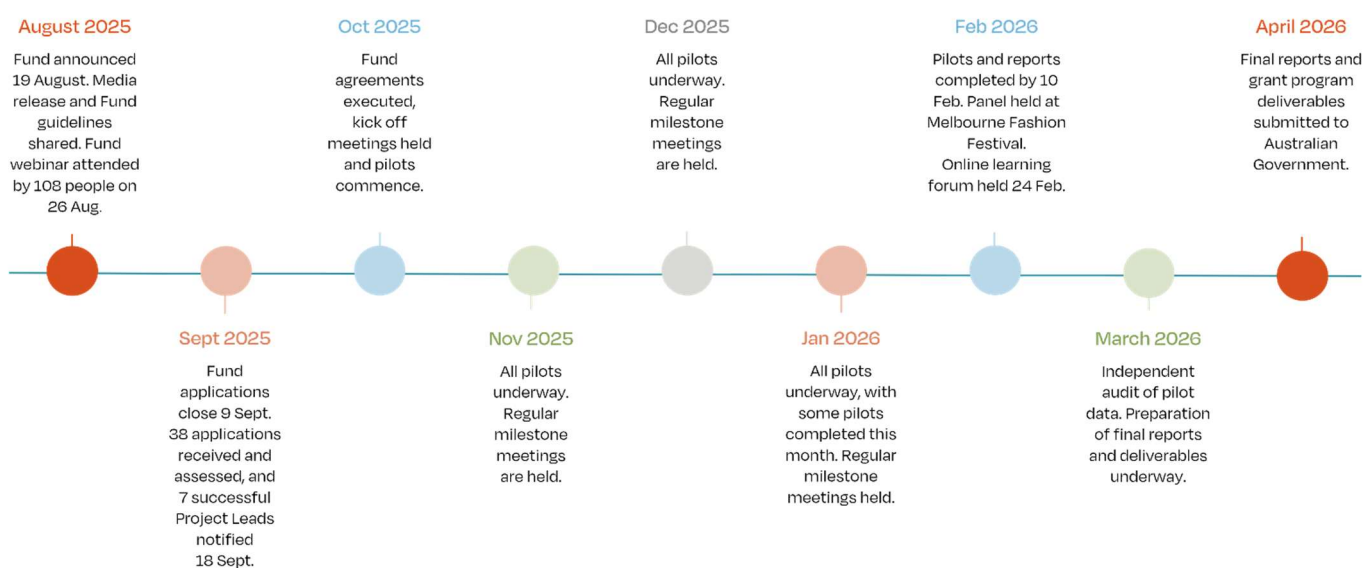 August 2025
Fund announced
19 August. Media
release and Fund
guidelines
shared. Fund
webinar attended
by 108 people on
26 Aug.
Sept 2025
Fund
applications
close 9 Sept.
38 applications
received and
assessed, and
7 successful
Project Leads
notified
18 Sept.
Oct 2025
Fund
agreements
executed,
kick off
meetings held
and pilots
commence.
Nov 2025
All pilots
underway.
Regular
milestone
meetings
are held.
Dec 2025
All pilots
underway.
Regular
milestone
meetings
are held.
Jan 2026
All pilots
underway, with
some pilots
completed this
month. Regular
milestone
meetings held.
Feb 2026
Pilots and reports
completed by 10
Feb. Panel held at
Melbourne Fashion
Festival.
Online learning
forum held 24 Feb.
March 2026
Independent
audit of pilot
data. Preparation
of final reports
and deliverables
underway.
April 2026
Final reports and
grant program
deliverables
submitted to
Australian
Government.